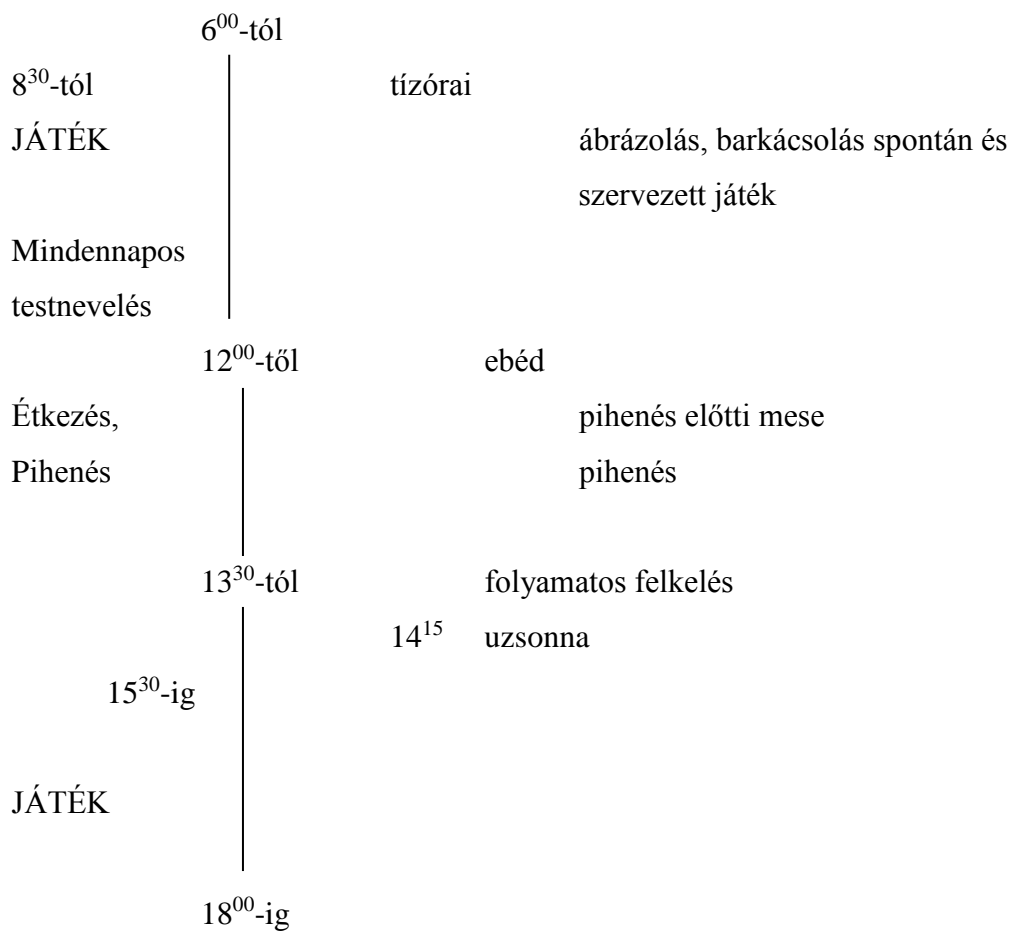 6⁰⁰-tól
8³⁰-tól tízórai
JÁTÉK ábrázolás, barkácsolás spontán és
szervezett játék
Mindennapos
testnevelés
12⁰⁰-től ebéd
Étkezés, pihenés előtti mese
Pihenés pihenés
13³⁰-tól folyamatos felkelés
14¹⁵ uzsonna
15³⁰-ig
JÁTÉK
18⁰⁰-ig